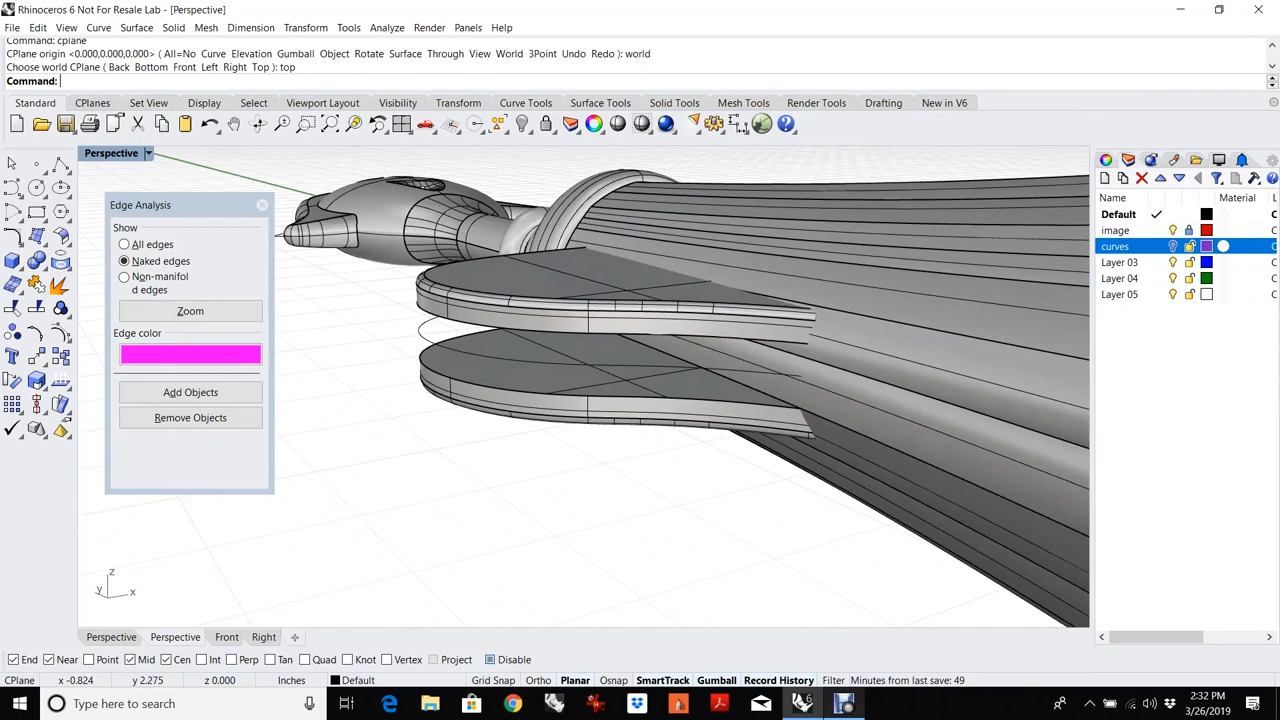 Rhinoceros 6 Not For Resale Lab - [Perspective]
File Edit View Curve Surface Solid Mesh Dimension Transform Tools Analyze Render Panels Help
Command: cplane
CPlane origin <0.000,0.000,0.000> ( All=No Curve Elevation Gumball Object Rotate Surface Through View World 3Point Undo Redo ): world
Choose world CPlane ( Back Bottom Front Left Right Top ): top
Command:
Standard CPlanes Set View Display Select Viewport Layout Visibility Transform Curve Tools Surface Tools Solid Tools Mesh Tools Render Tools Drafting New in V6
Perspective
Edge Analysis
Show
All edges
Naked edges
Non-manifol
d edges
Zoom
Edge color
Add Objects
Remove Objects
Name Material L
Default C
image C
curves C
Layer 03 C
Layer 04 C
Layer 05 C
z
y x
Perspective Perspective Front Right
End Near Point Mid Cen Int Perp Tan Quad Knot Vertex Project Disable
CPlane x -0.824 y 2.275 z 0.000 Inches Default Grid Snap Ortho Planar Osnap SmartTrack Gumball Record History Filter Minutes from last save: 49
Type here to search
2:32 PM
3/26/2019